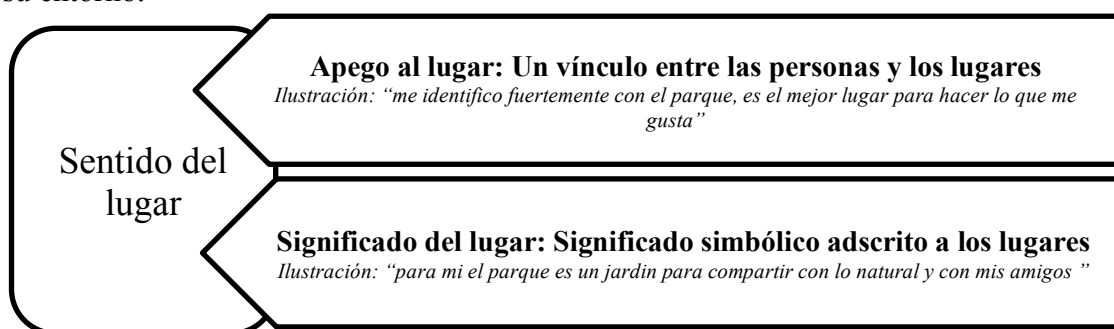 su entorno.
Apego al lugar: Un vínculo entre las personas y los lugares
Ilustración: “me identifico fuertemente con el parque, es el mejor lugar para hacer lo que me
gusta”
Sentido del
lugar
Significado del lugar: Significado simbólico adscrito a los lugares
Ilustración: “para mi el parque es un jardin para compartir con lo natural y con mis amigos ”